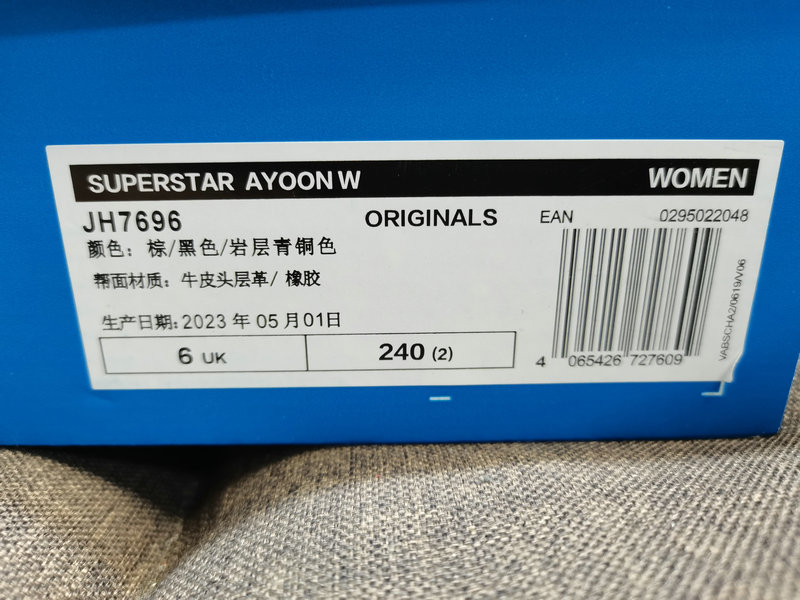 SUPERSTAR AYOON W WOMEN
JH7696 ORIGINALS EAN 0295022048
颜色：棕/黑色/岩层青铜色
帮面材质：牛皮头层革/ 橡胶
生产日期:2023 年 05 月 01日
6 UK 240 (2)
4 065426 727609
VABSCHA2/0619/V06